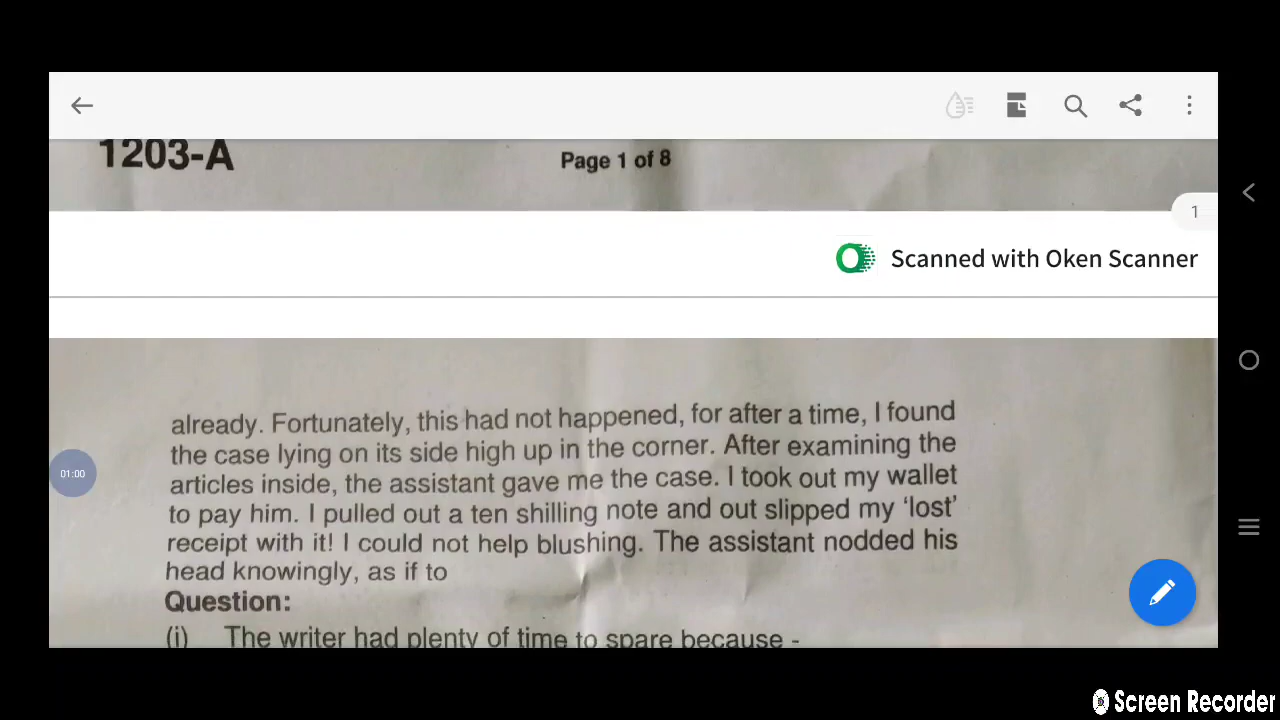 1203-A
Page 1 of 8
1
Scanned with Oken Scanner
already. Fortunately, this had not happened, for after a time, I found
the case lying on its side high up in the corner. After examining the
articles inside, the assistant gave me the case. I took out my wallet
to pay him. I pulled out a ten shilling note and out slipped my ‘lost’
receipt with it! I could not help blushing. The assistant nodded his
head knowingly, as if to
Question:
(i) The writer had plenty of time to spare because -
01:00
Screen Recorder